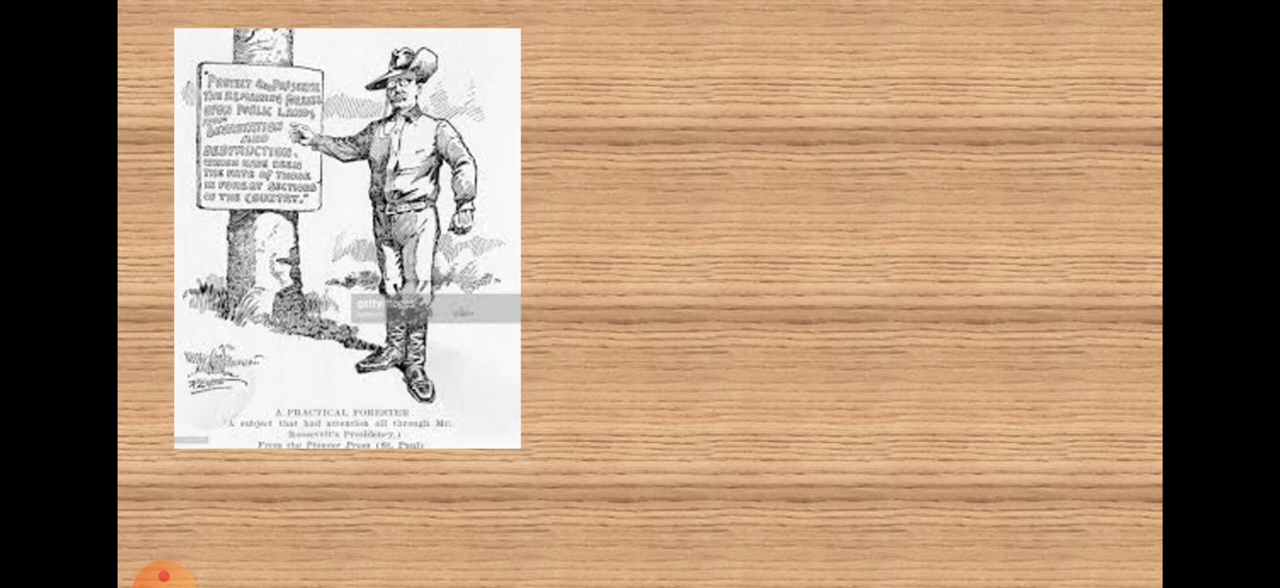 "PROTECT AND PRESERVE
THE REMAINING FORESTS
UPON PUBLIC LANDS,
DEVASTATION
AND
DESTRUCTION,
WHICH HAVE BEEN
THE FATE OF THOSE
IN FOREST SECTIONS
OF THE COUNTRY."
gettyimages
A PRACTICAL FORESTER
(A subject that had attention all through Mr.
Roosevelt's Presidency.)
From the Pioneer Press (St. Paul)